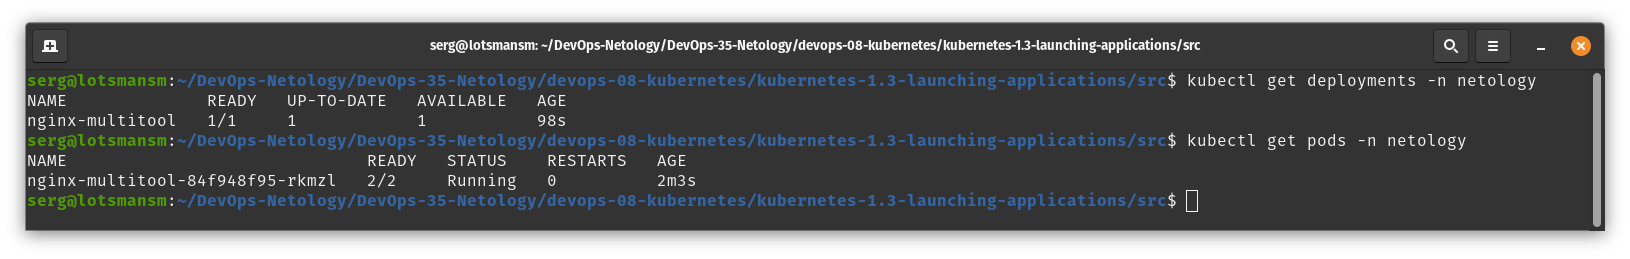 serg@lotsmansm: ~/DevOps-Netology/DevOps-35-Netology/devops-08-kubernetes/kubernetes-1.3-launching-applications/src
serg@lotsmansm:~/DevOps-Netology/DevOps-35-Netology/devops-08-kubernetes/kubernetes-1.3-launching-applications/src$ kubectl get deployments -n netology
NAME              READY   UP-TO-DATE   AVAILABLE   AGE
nginx-multitool   1/1     1            1           98s
serg@lotsmansm:~/DevOps-Netology/DevOps-35-Netology/devops-08-kubernetes/kubernetes-1.3-launching-applications/src$ kubectl get pods -n netology
NAME                              READY   STATUS    RESTARTS   AGE
nginx-multitool-84f948f95-rkmzl   2/2     Running   0          2m3s
serg@lotsmansm:~/DevOps-Netology/DevOps-35-Netology/devops-08-kubernetes/kubernetes-1.3-launching-applications/src$